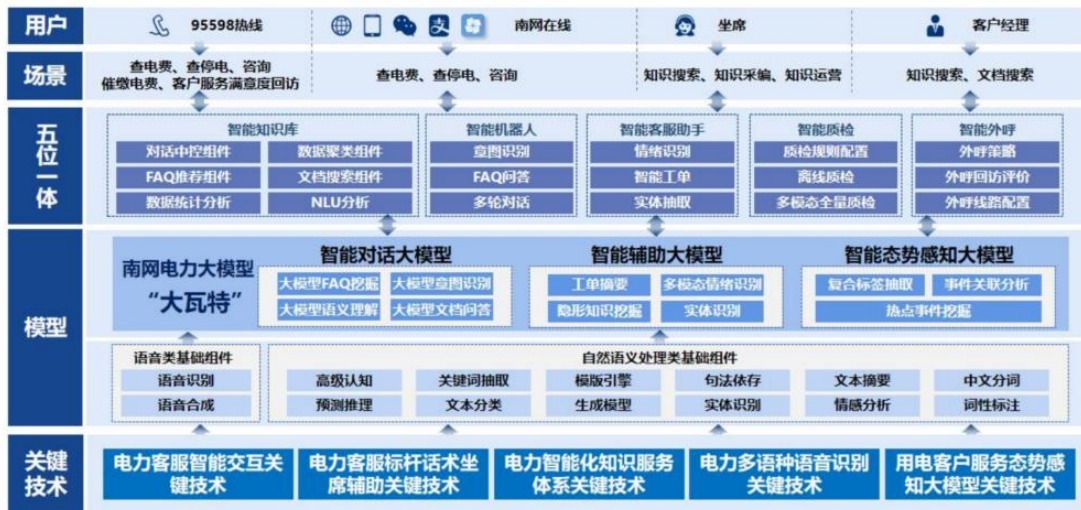 用户
95598热线
南网在线
坐席
客户经理
场景
查电费、查停电、咨询
催缴电费、客户服务满意度回访
查电费、查停电、咨询
知识搜索、知识采编、知识运营
知识搜索、文档搜索
五位一体
智能知识库
对话中控组件
数据聚类组件
FAQ推荐组件
文档搜索组件
数据统计分析
NLU分析
智能机器人
意图识别
FAQ问答
多轮对话
智能客服助手
情绪识别
智能工单
实体抽取
智能质检
质检规则配置
离线质检
多模态全量质检
智能外呼
外呼策略
外呼回访评价
外呼线路配置
模型
南网电力大模型
“大瓦特”
智能对话大模型
大模型FAQ挖掘
大模型意图识别
大模型语义理解
大模型文档问答
智能辅助大模型
工单摘要
多模态情绪识别
隐形知识挖掘
实体识别
智能态势感知大模型
复合标签抽取
事件关联分析
热点事件挖掘
语音类基础组件
语音识别
语音合成
自然语义处理类基础组件
高级认知
关键词抽取
模版引擎
句法依存
文本摘要
中文分词
预测推理
文本分类
生成模型
实体识别
情感分析
词性标注
关键
技术
电力客服智能交互关
键技术
电力客服标杆话术坐
席辅助关键技术
电力智能化知识服务
体系关键技术
电力多语种语音识别
关键技术
用电客户服务态势感
知大模型关键技术